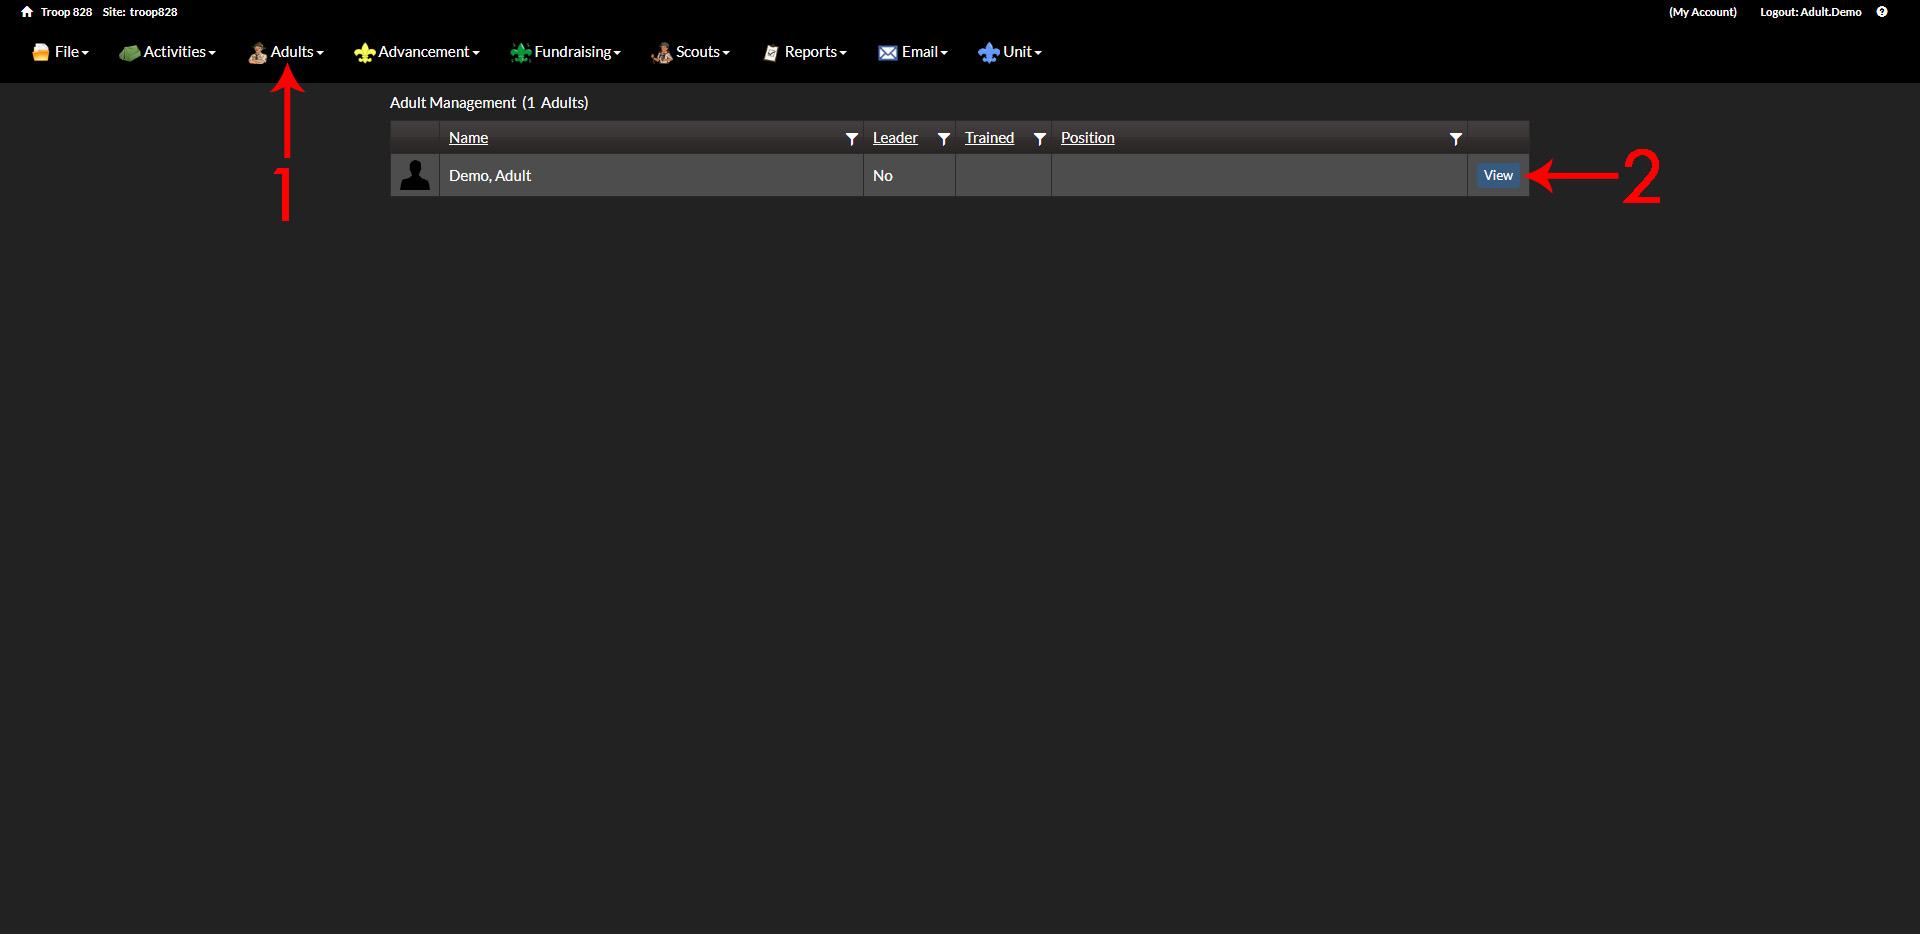 Troop 828 Site: troop828 (My Account) Logout: Adult.Demo ?
File Activities Adults Advancement Fundraising Scouts Reports Email Unit
Adult Management (1 Adults)
Name Leader Trained Position
Demo, Adult No View
1
2